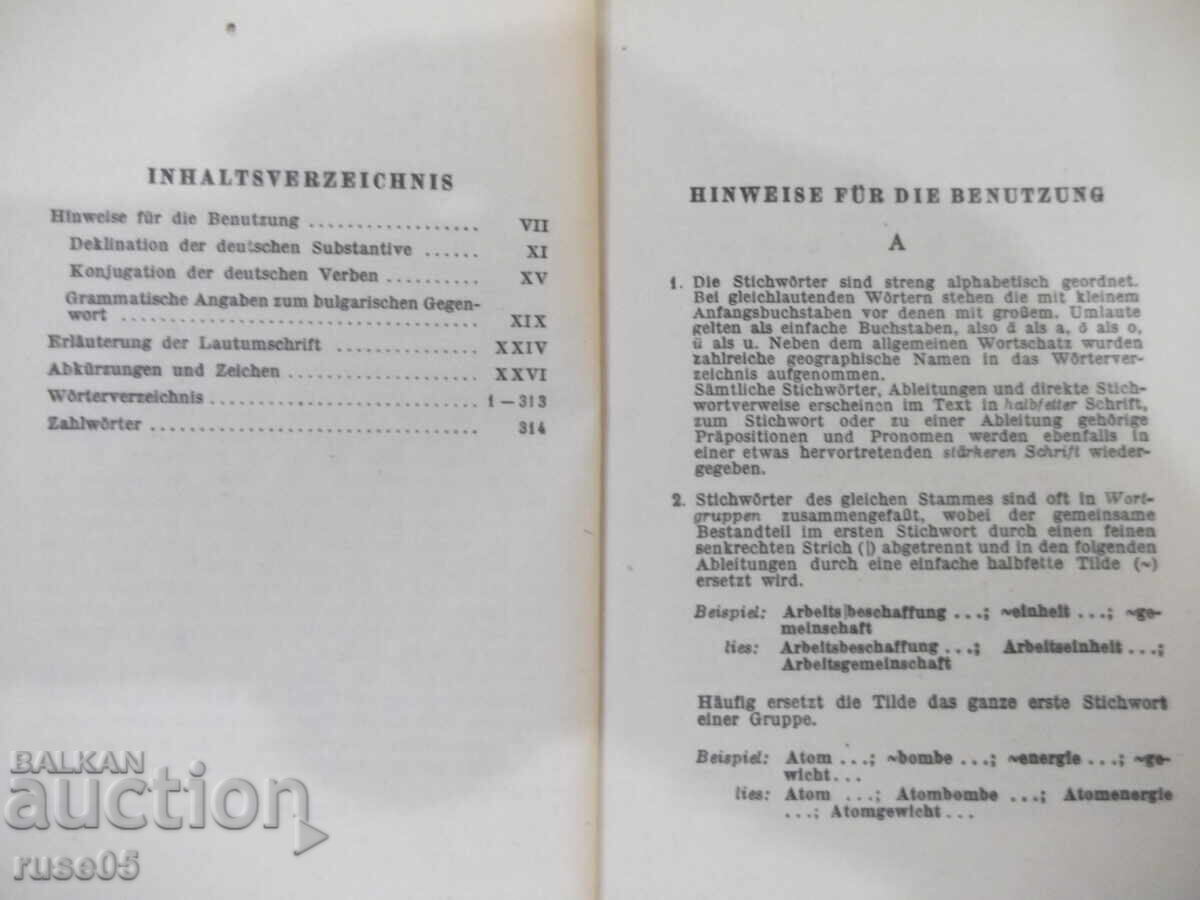 INHALTSVERZEICHNIS
Hinweise für die Benutzung .................. VII
Deklination der deutschen Substantive ...... XI
Konjugation der deutschen Verben .......... XV
Grammatische Angaben zum bulgarischen Gegen-
wort .................................... XIX
Erläuterung der Lautumschrift .............. XXIV
Abkürzungen und Zeichen .................. XXVI
Wörterverzeichnis ........................... 1—313
Zahlwörter ................................. 314
HINWEISE FÜR DIE BENUTZUNG
A
1. Die Stichwörter sind streng alphabetisch geordnet.
Bei gleichlautenden Wörtern stehen die mit kleinem
Anfangsbuchstaben vor denen mit großem. Umlaute
gelten als einfache Buchstaben, also ä als a, ö als o,
ü als u. Neben dem allgemeinen Wortschatz wurden
zahlreiche geographische Namen in das Wörterver-
zeichnis aufgenommen.
Sämtliche Stichwörter, Ableitungen und direkte Stich-
wortverweise erscheinen im Text in halbfetter Schrift,
zum Stichwort oder zu einer Ableitung gehörige
Präpositionen und Pronomen werden ebenfalls in
einer etwas hervortretenden stärkeren Schrift wieder-
gegeben.
2. Stichwörter des gleichen Stammes sind oft in Wort-
gruppen zusammengefaßt, wobei der gemeinsame
Bestandteil im ersten Stichwort durch einen feinen
senkrechten Strich (|) abgetrennt und in den folgenden
Ableitungen durch eine einfache halbfette Tilde (~)
ersetzt wird.
Beispiel: Arbeits|beschaffung ...; ~einheit ...; ~ge-
meinschaft
lies: Arbeitsbeschaffung ...; Arbeitseinheit ...;
Arbeitsgemeinschaft
Häufig ersetzt die Tilde das ganze erste Stichwort
einer Gruppe.
Beispiel: Atom ...; ~bombe ...; ~energie ...; ~ge-
wicht...
lies: Atom ...; Atombombe ...; Atomenergie
...; Atomgewicht...
BALKAN
auction
ruse05